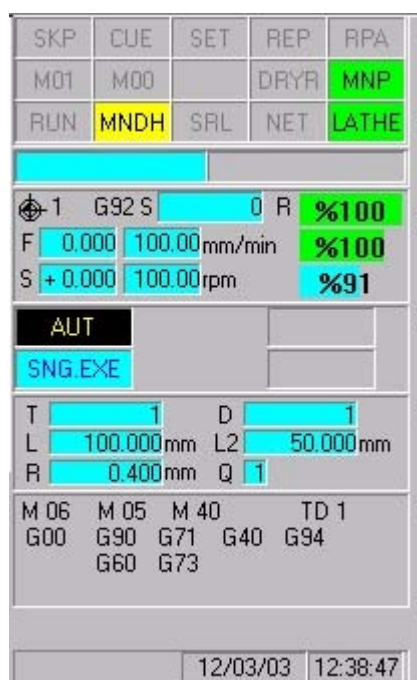 SKP CUE SET REP RPA
M01 M00 DRYR MNP
RUN MNDH SRL NET LATHE
1 G92 S 0 R %100
F 0.000 100.00 mm/min %100
S + 0.000 100.00 rpm %91
AUT
SNG.EXE
T 1 D 1
L 100.000 mm L2 50.000 mm
R 0.400 mm Q 1
M 06 M 05 M 40 TD 1
G00 G90 G71 G40 G94
G60 G73
12/03/03 12:38:47